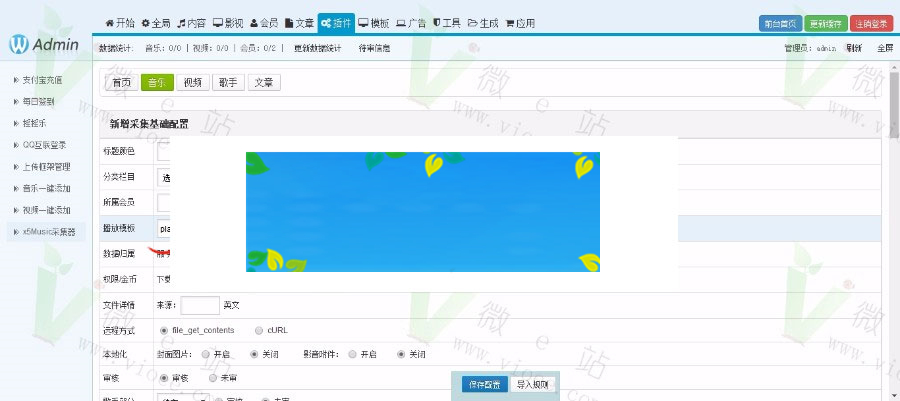 开始 全局 内容 影视 会员 文章 插件 模板 广告 工具 生成 应用
前台首页 更新缓存 注销登录
W Admin
数据统计: 音乐: 0/0 | 视频: 0/0 | 会员: 0/2 | 更新数据统计 待审信息
管理员: admin 刷新 全屏
支付宝充值
每日签到
摇摇乐
QQ互联登录
上传框架管理
音乐一键添加
视频一键添加
x5Music采集器
首页 音乐 视频 歌手 文章
新增采集基础配置
标题颜色
分类栏目
所属会员
播放模板 pla
数据归属
权限/金币 下载
文件详情 来源: 英文
远程方式 file_get_contents cURL
本地化 封面图片: 开启 关闭 影音附件: 开启 关闭
审核 审核 未审
保存配置 导入规则
微e站
www.vioee.com